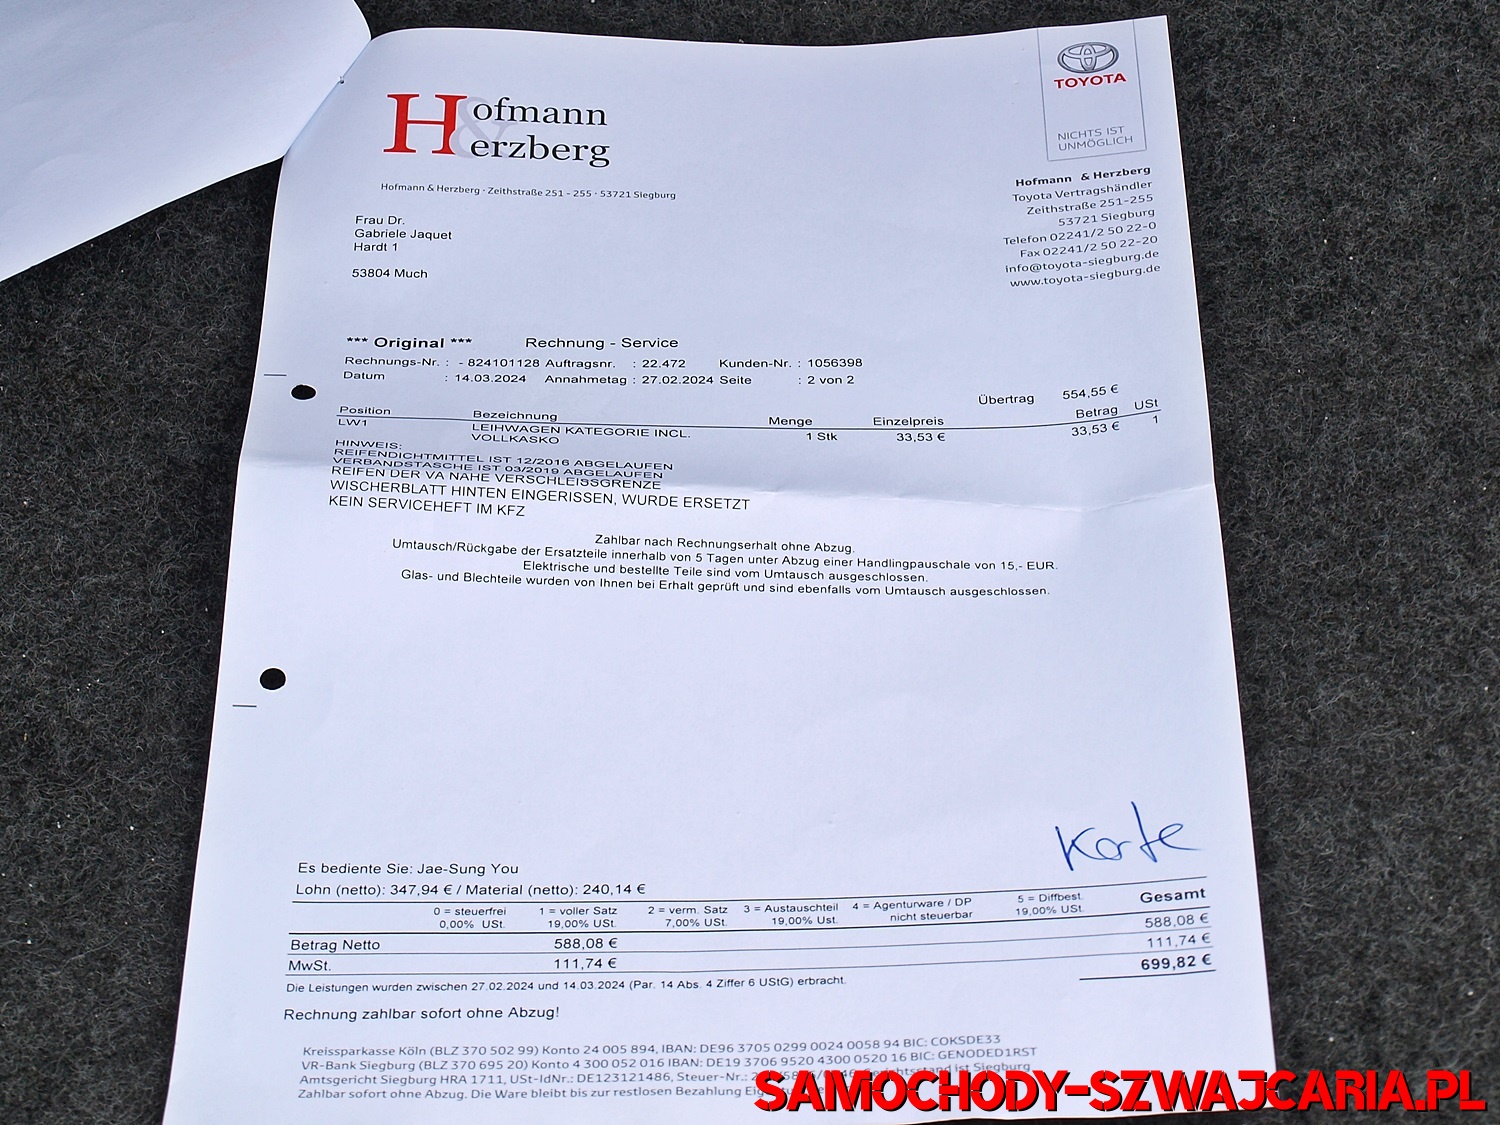 Hofmann
& Herzberg
TOYOTA
NICHTS IST
UNMÖGLICH
Hofmann & Herzberg · Zeithstraße 251 - 255 · 53721 Siegburg
Hofmann & Herzberg
Toyota Vertragshändler
Zeithstraße 251-255
53721 Siegburg
Telefon 02241/2 50 22-0
Fax 02241/2 50 22-20
info@toyota-siegburg.de
www.toyota-siegburg.de
Frau Dr.
Gabriele Jaquet
Hardt 1
53804 Much
*** Original *** Rechnung - Service
Rechnungs-Nr. : - 824101128 Auftragsnr. : 22.472 Kunden-Nr. : 1056398
Datum : 14.03.2024 Annahmetag : 27.02.2024 Seite : 2 von 2
Übertrag 554,55 €
Position Bezeichnung Menge Einzelpreis Betrag USt
LW1 LEIHWAGEN KATEGORIE INCL. 1 Stk 33,53 € 33,53 € 1
VOLLKASKO
HINWEIS:
REIFENDICHTMITTEL IST 12/2016 ABGELAUFEN
VERBANDSTASCHE IST 03/2019 ABGELAUFEN
REIFEN DER VA NAHE VERSCHLEISSGRENZE
WISCHERBLATT HINTEN EINGERISSEN, WURDE ERSETZT
KEIN SERVICEHEFT IM KFZ
Zahlbar nach Rechnungserhalt ohne Abzug.
Umtausch/Rückgabe der Ersatzteile innerhalb von 5 Tagen unter Abzug einer Handlingpauschale von 15,- EUR.
Elektrische und bestellte Teile sind vom Umtausch ausgeschlossen.
Glas- und Blechteile wurden von Ihnen bei Erhalt geprüft und sind ebenfalls vom Umtausch ausgeschlossen.
Karte
Es bediente Sie: Jae-Sung You
Lohn (netto): 347,94 € / Material (netto): 240,14 €
0 = steuerfrei 1 = voller Satz 2 = verm. Satz 3 = Austauschteil 4 = Agenturware / DP 5 = Diffbest. Gesamt
0,00% USt. 19,00% USt. 7,00% USt. 19,00% Ust. nicht steuerbar 19,00% USt.
Betrag Netto 588,08 € 588,08 €
MwSt. 111,74 € 111,74 €
699,82 €
Die Leistungen wurden zwischen 27.02.2024 und 14.03.2024 (Par. 14 Abs. 4 Ziffer 6 UStG) erbracht.
Rechnung zahlbar sofort ohne Abzug!
Kreissparkasse Köln (BLZ 370 502 99) Konto 24 005 894, IBAN: DE96 3705 0299 0024 0058 94 BIC: COKSDE33
VR-Bank Siegburg (BLZ 370 695 20) Konto 4 300 052 016 IBAN: DE19 3706 9520 4300 0520 16 BIC: GENODED1RST
Amtsgericht Siegburg HRA 1711, USt-IdNr.: DE123121486, Steuer-Nr.: ist Siegburg
Zahlbar sofort ohne Abzug. Die Ware bleibt bis zur restlosen Bezahlung
SAMOCHODY-SZWAJCARIA.PL